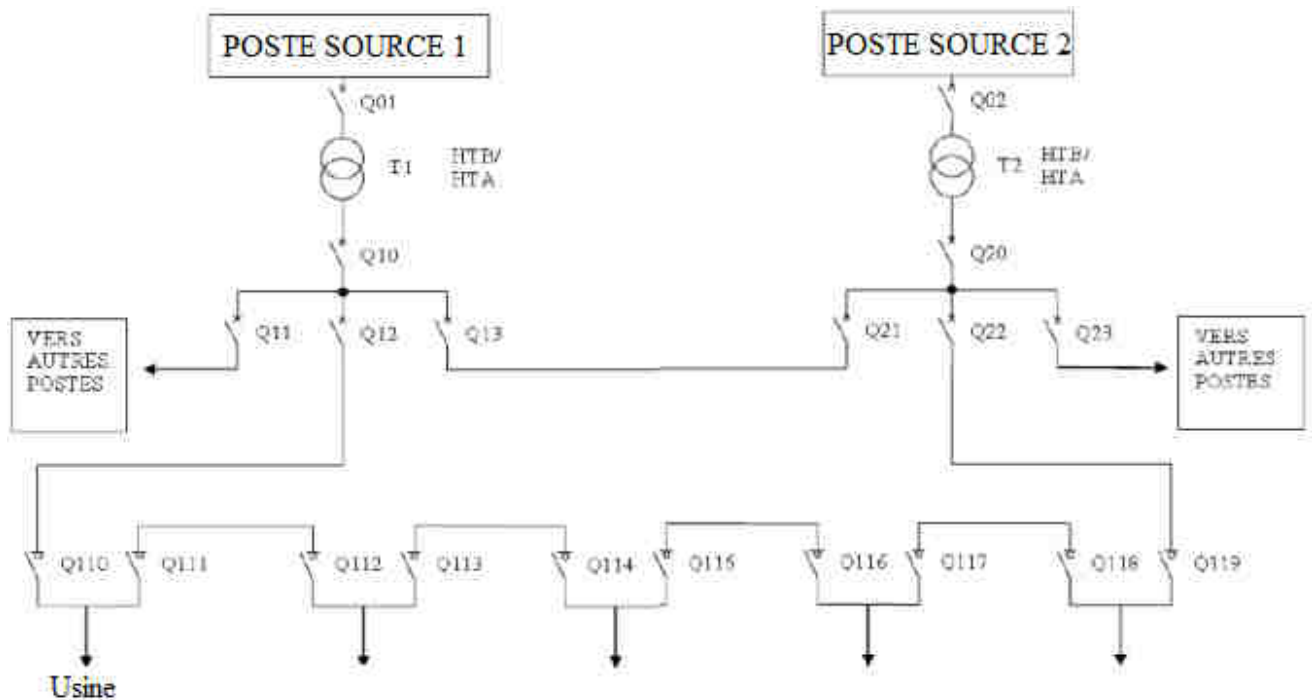 POSTE SOURCE 1
POSTE SOURCE 2
Q01
Q02
T1
HTB/
HTA
T2
HTB/
HTA
Q10
Q20
Q11
Q12
Q13
Q21
Q22
Q23
VERS
AUTRES
POSTES
VERS
AUTRES
POSTES
Q110
Q111
Q112
Q113
Q114
Q115
Q116
Q117
Q118
Q119
Usine